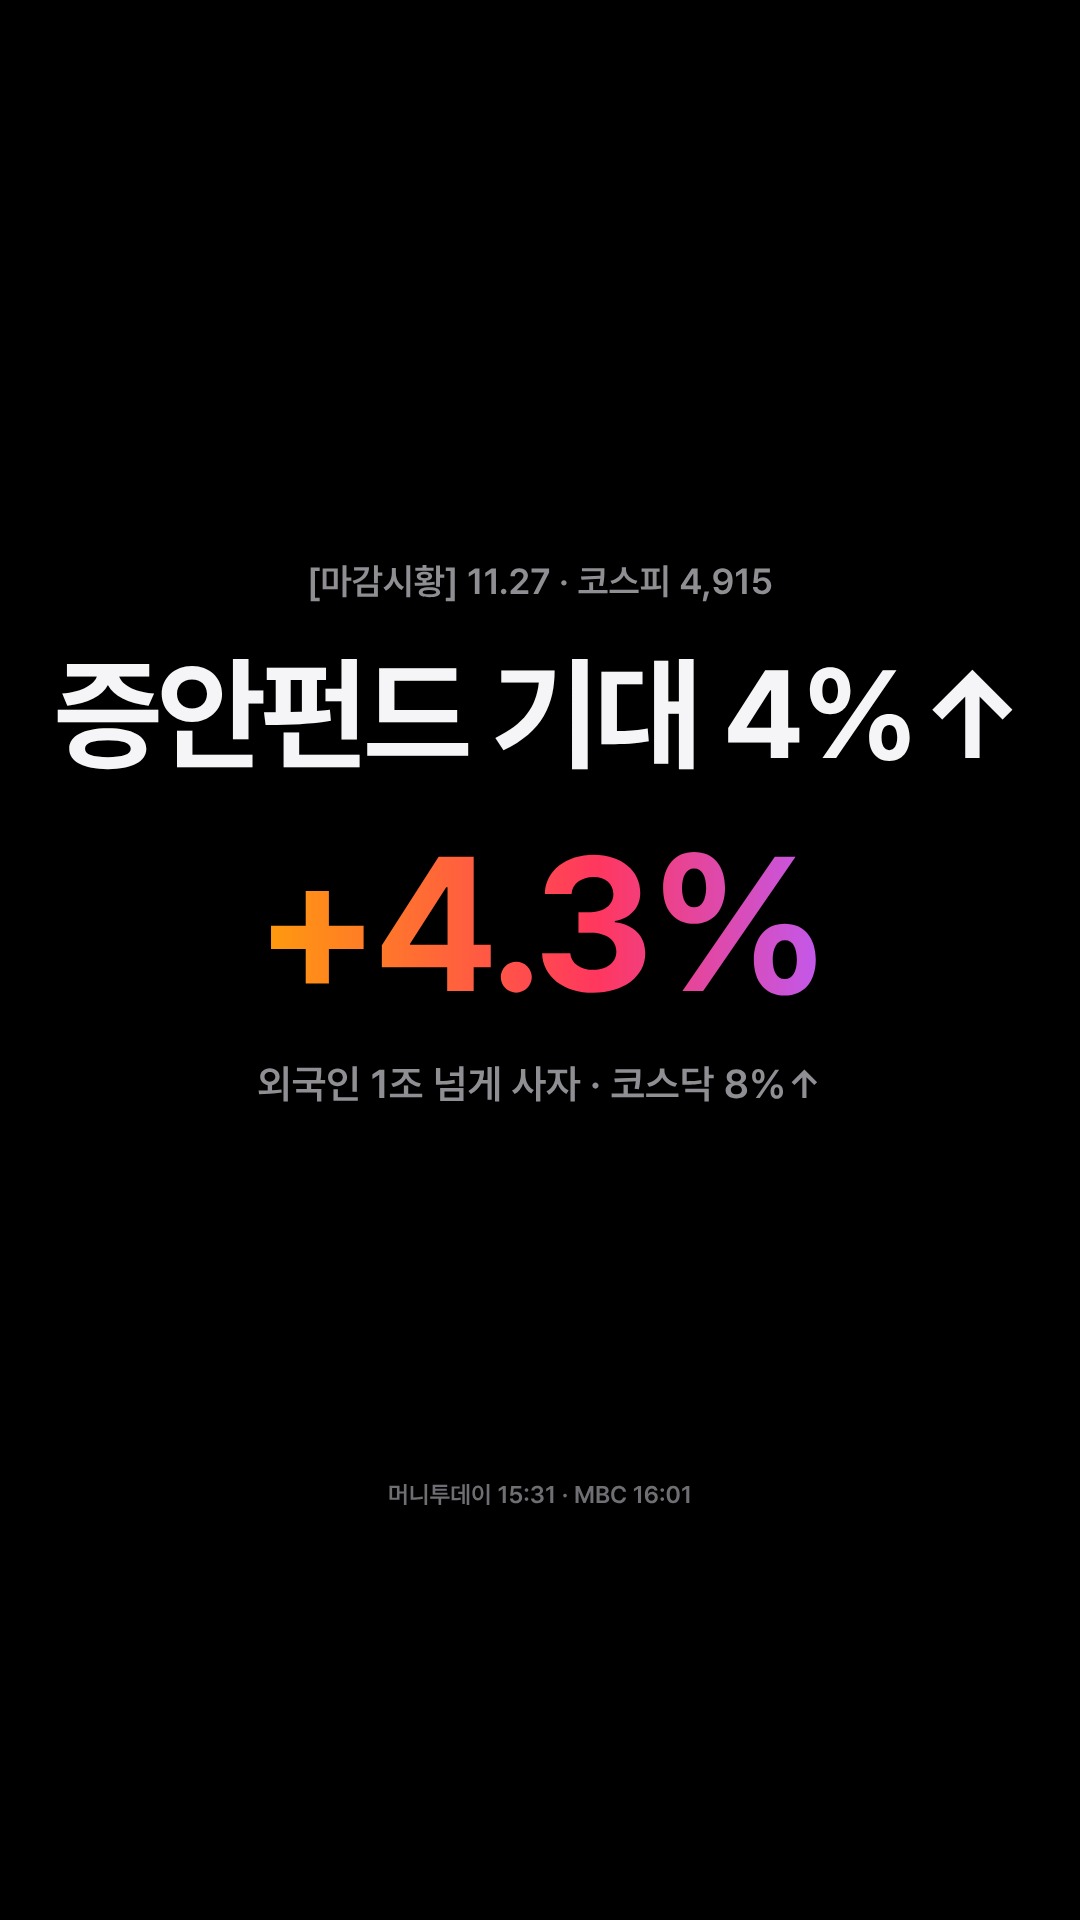 [마감시황] 11.27 · 코스피 4,915
증안펀드 기대 4%↑
+4.3%
외국인 1조 넘게 사자 · 코스닥 8%↑
머니투데이 15:31 · MBC 16:01